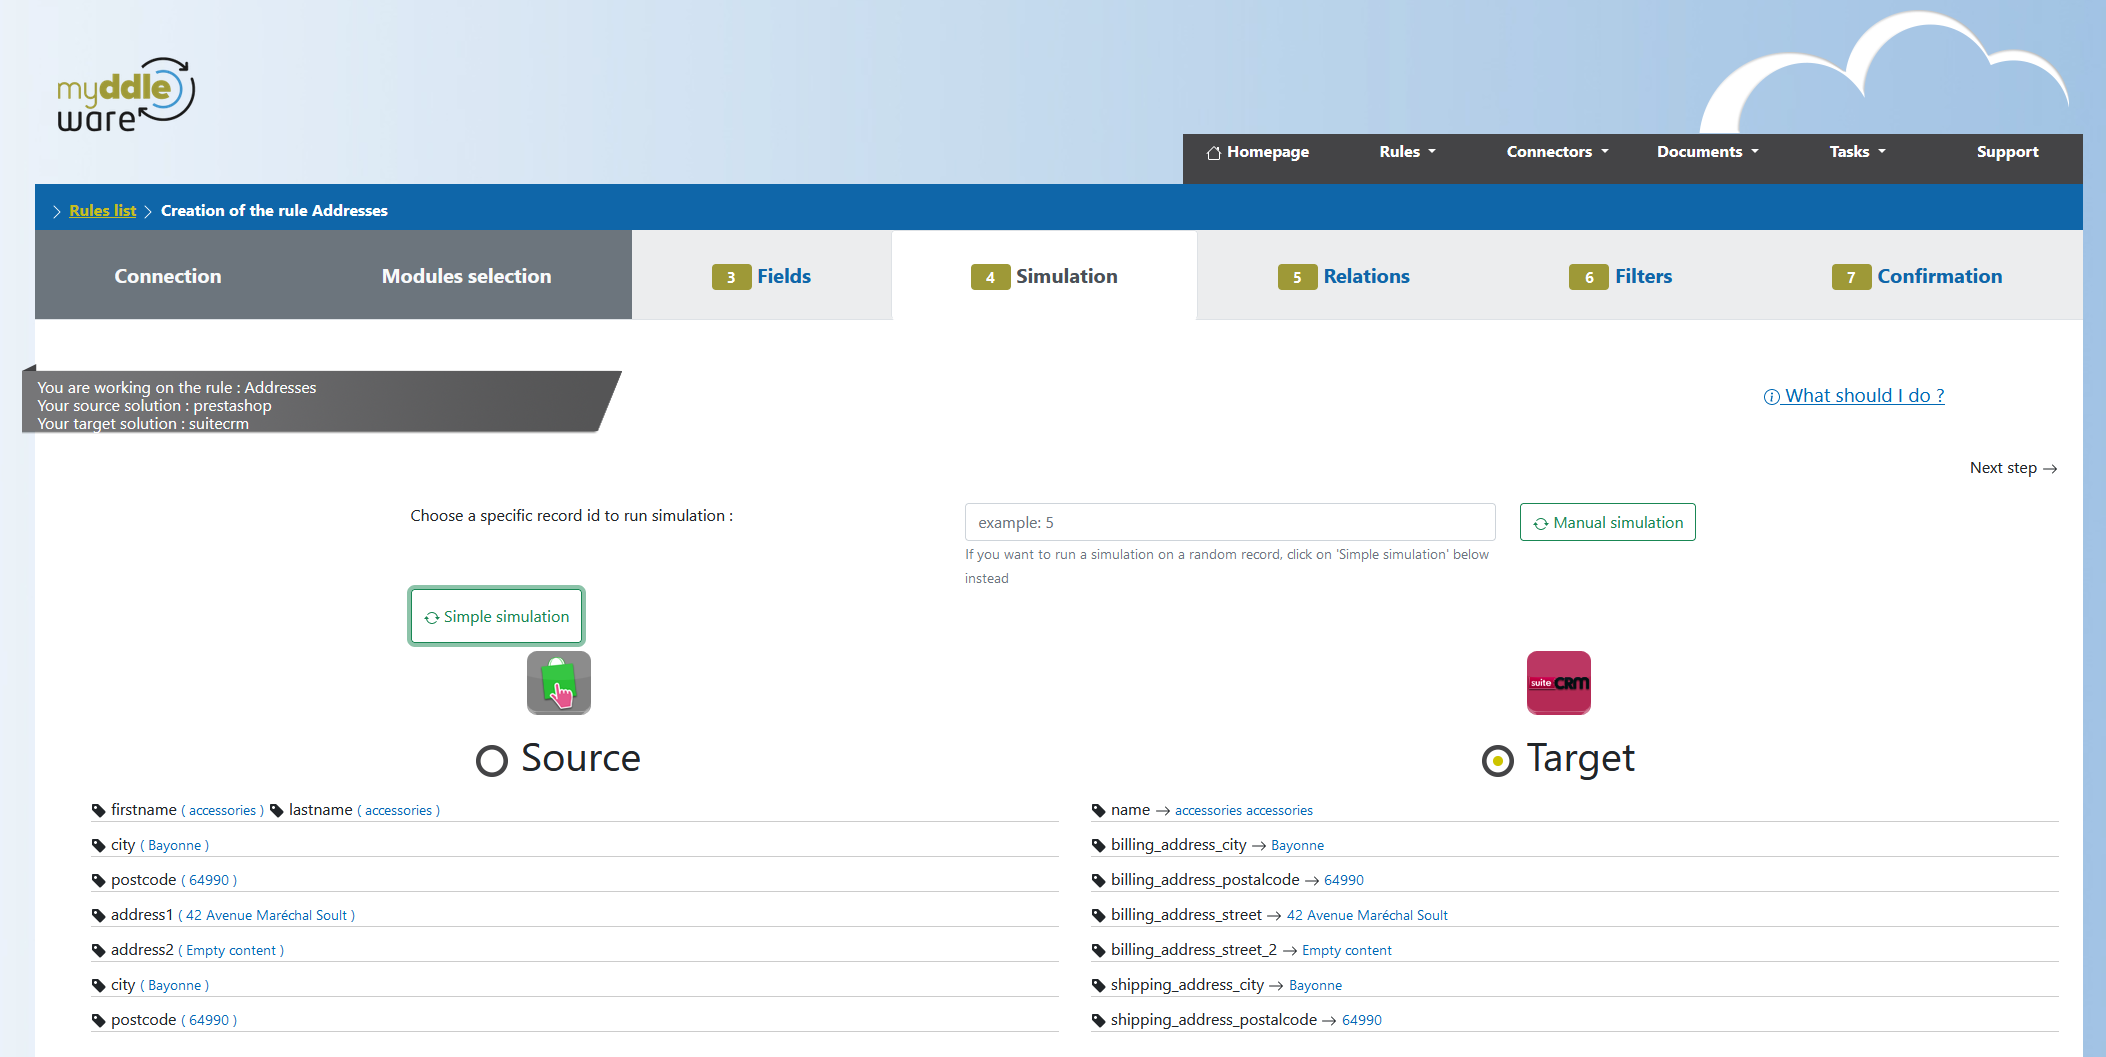 myddle
ware
Homepage Rules Connectors Documents Tasks Support
Rules list Creation of the rule Addresses
Connection Modules selection 3 Fields 4 Simulation 5 Relations 6 Filters 7 Confirmation
You are working on the rule : Addresses
Your source solution : prestashop
Your target solution : suitecrm
What should I do ?
Next step →
Choose a specific record id to run simulation :
example: 5
Manual simulation
If you want to run a simulation on a random record, click on 'Simple simulation' below
instead
Simple simulation
suite CRM
Source
Target
firstname ( accessories ) lastname ( accessories )
name → accessories accessories
city ( Bayonne )
billing_address_city → Bayonne
postcode ( 64990 )
billing_address_postalcode → 64990
address1 ( 42 Avenue Maréchal Soult )
billing_address_street → 42 Avenue Maréchal Soult
address2 ( Empty content )
billing_address_street_2 → Empty content
city ( Bayonne )
shipping_address_city → Bayonne
postcode ( 64990 )
shipping_address_postalcode → 64990